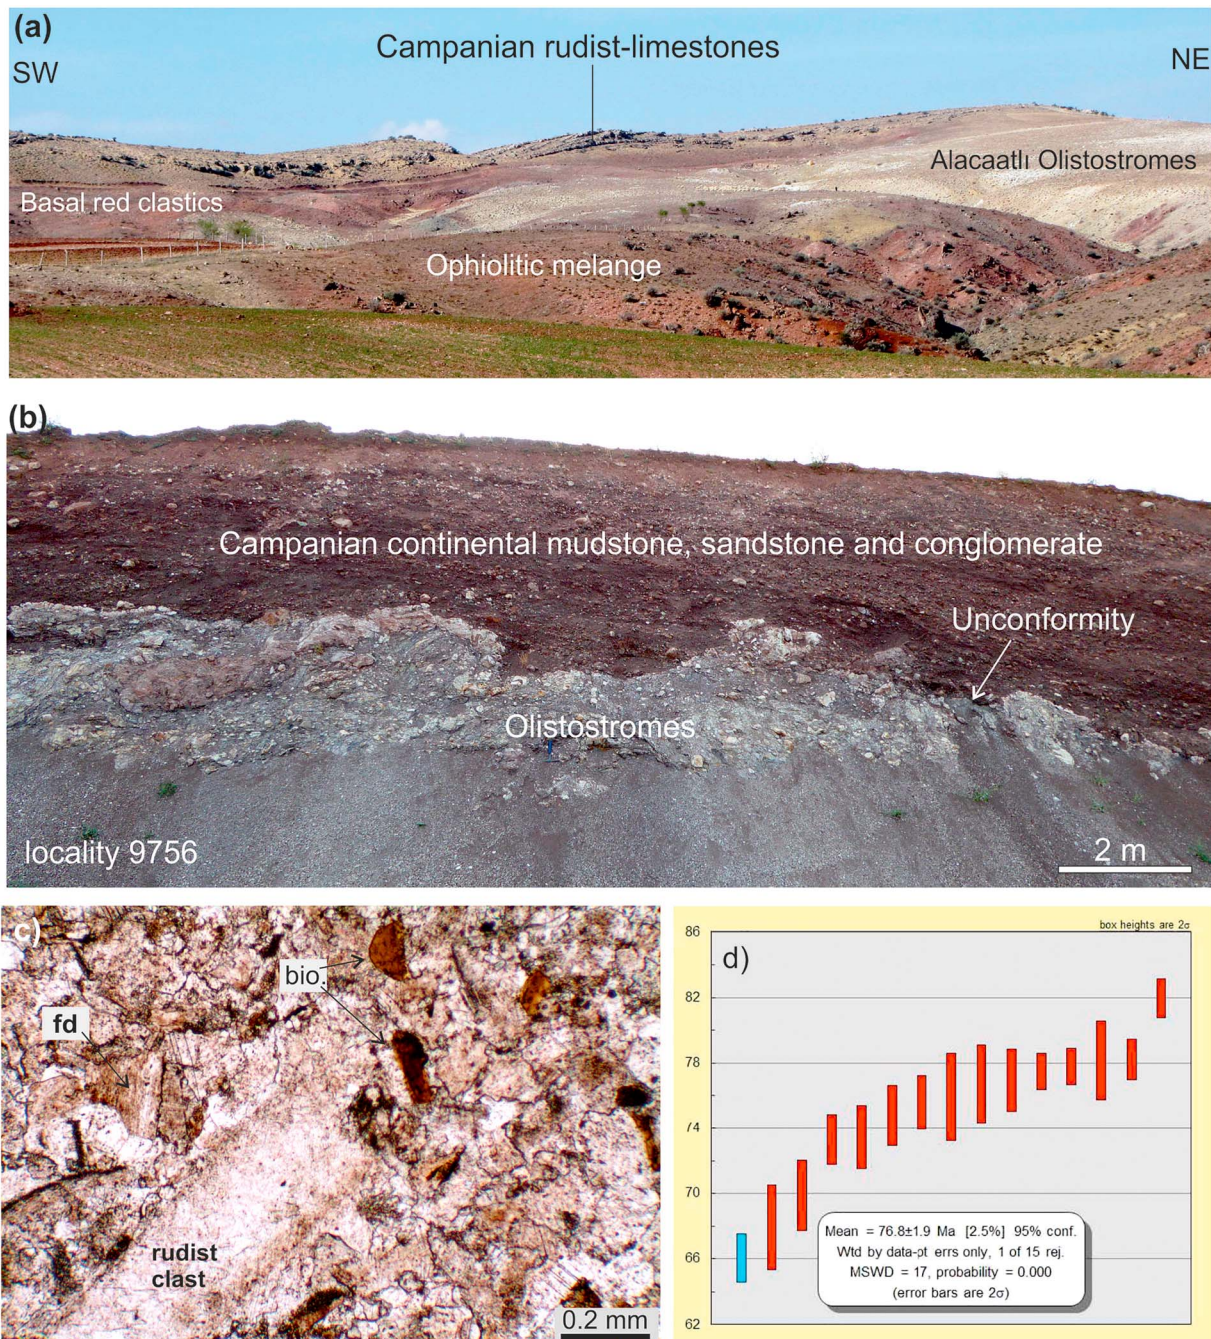 (a)
SW
Campanian rudist-limestones
NE
Alacaatlı Olistostromes
Basal red clastics
Ophiolitic melange
(b)
Campanian continental mudstone, sandstone and conglomerate
Unconformity
Olistostromes
locality 9756
2 m
c)
bio.
fd
rudist
clast
0.2 mm
box heights are 2σ
d)
86
82
78
74
70
66
62
Mean = 76.8±1.9 Ma [2.5%] 95% conf.
Wtd by data-pt errs only, 1 of 15 rej.
MSWD = 17, probability = 0.000
(error bars are 2σ)